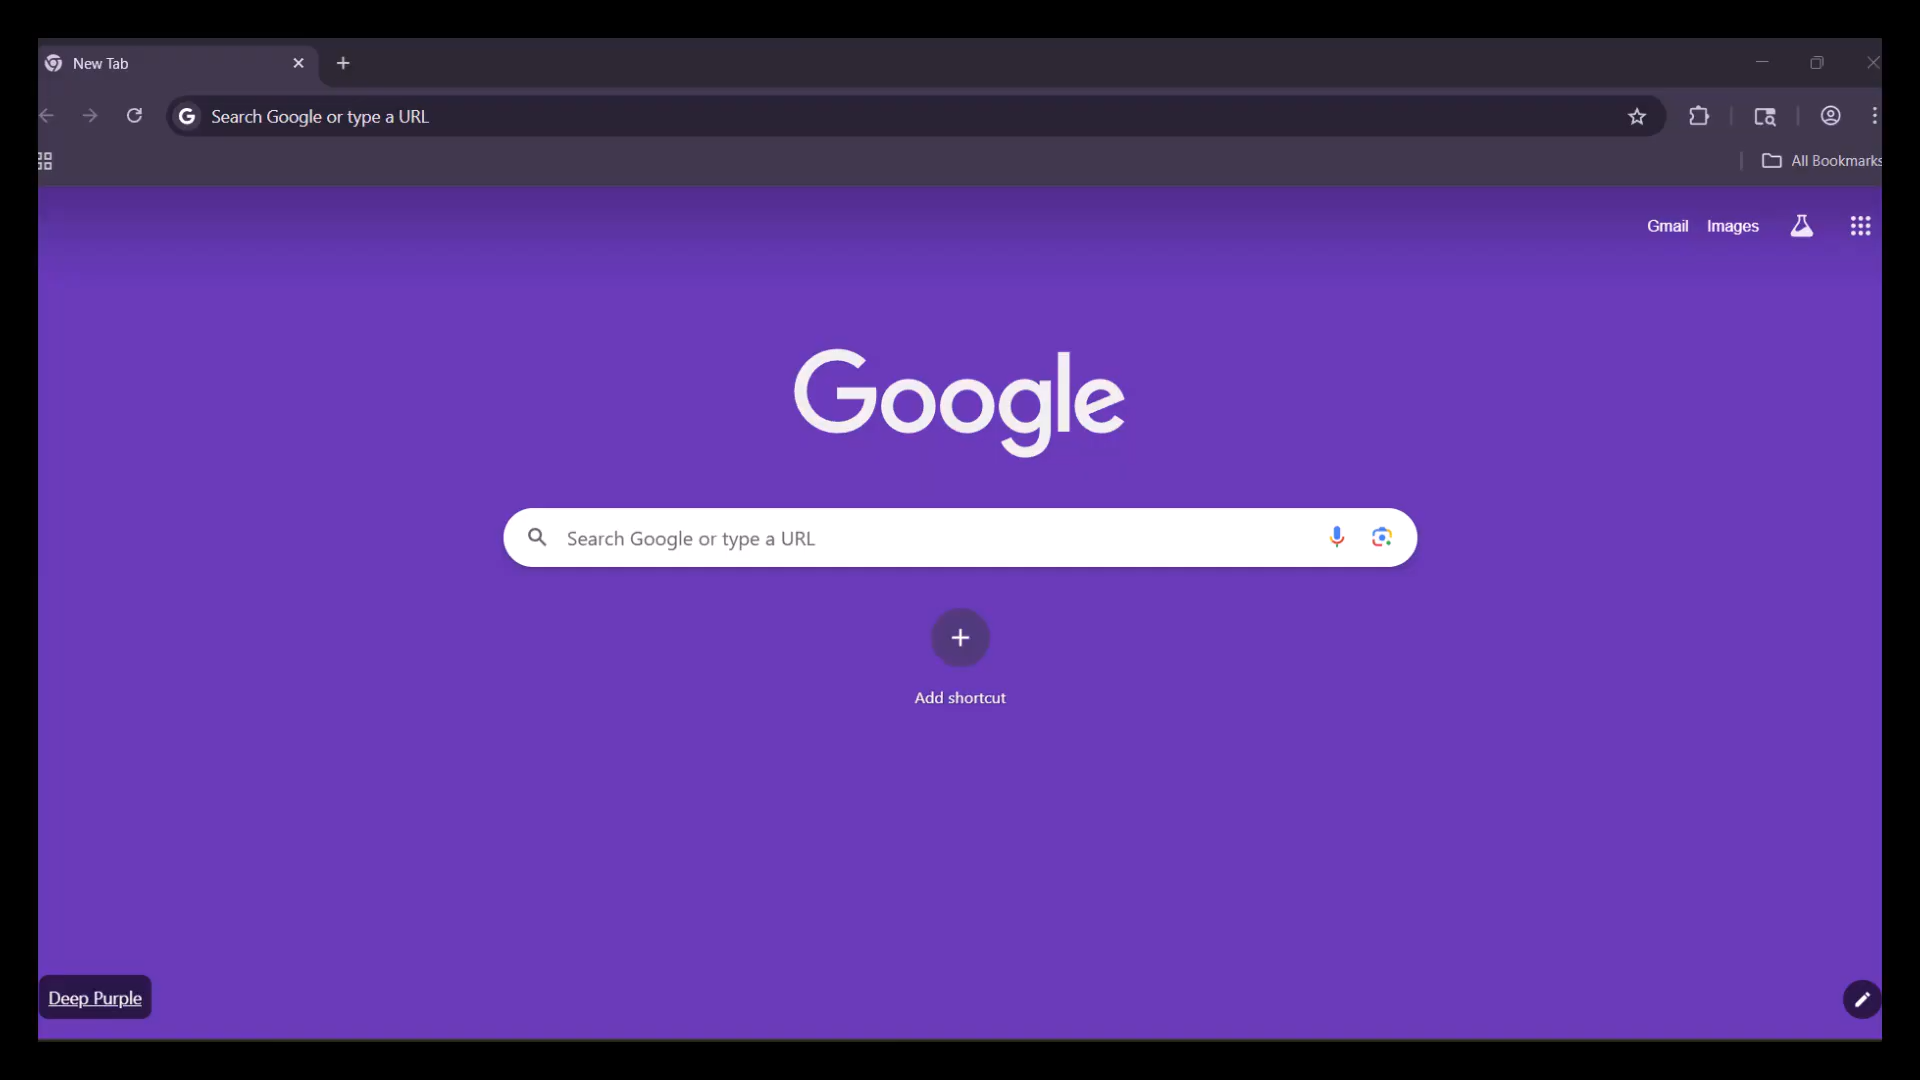 New Tab
Search Google or type a URL
All Bookmarks
Gmail Images
Google
Search Google or type a URL
Add shortcut
Deep Purple